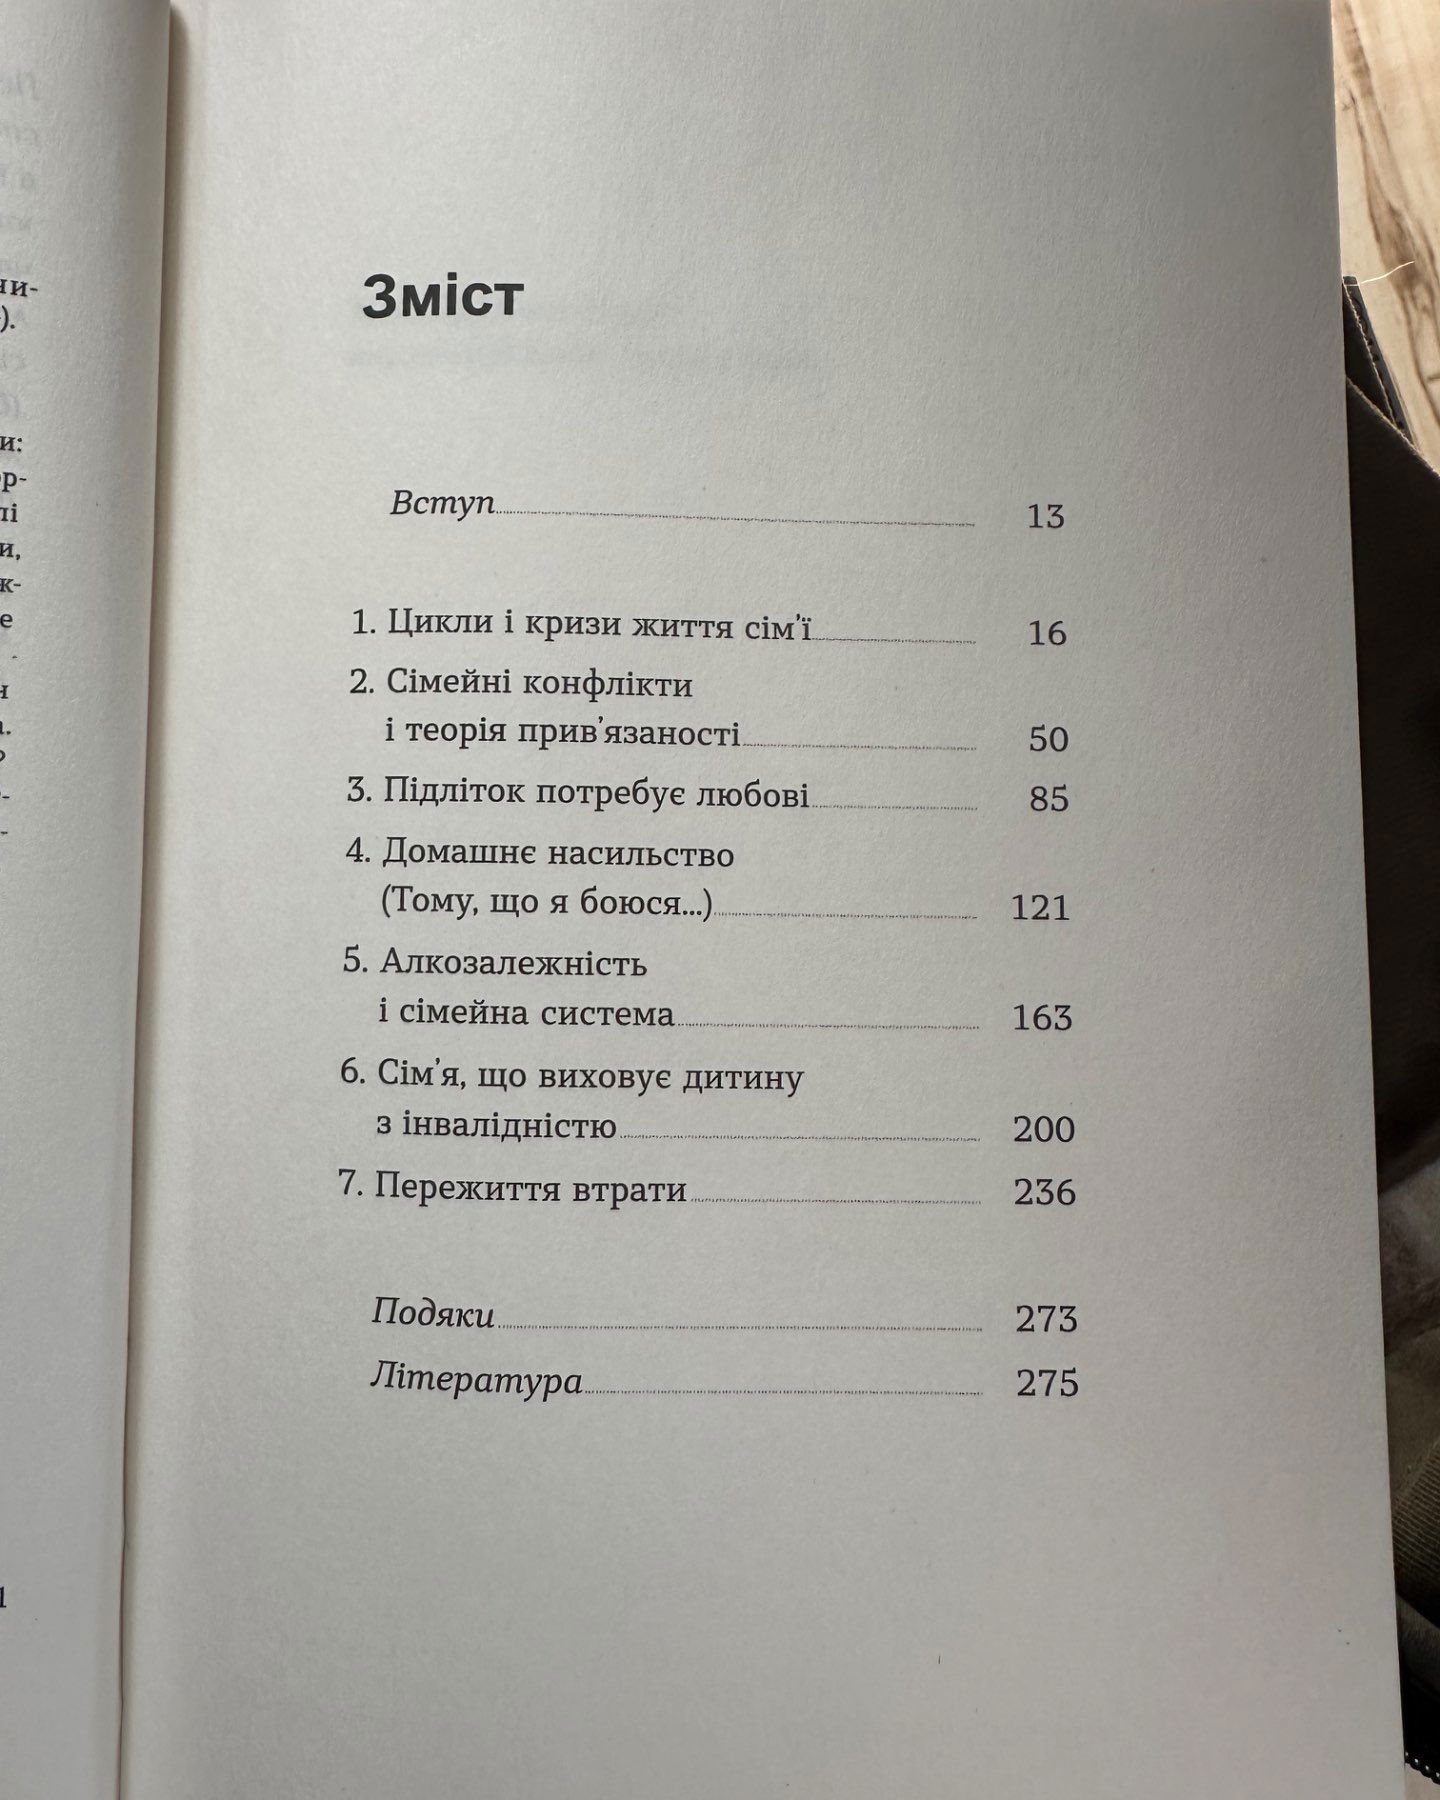 Зміст
Вступ 13
1. Цикли і кризи життя сім’ї 16
2. Сімейні конфлікти
і теорія прив’язаності 50
3. Підліток потребує любові 85
4. Домашнє насильство
(Тому, що я боюся...) 121
5. Алкозалежність
і сімейна система 163
6. Сім’я, що виховує дитину
з інвалідністю 200
7. Пережиття втрати 236
Подяки 273
Література 275